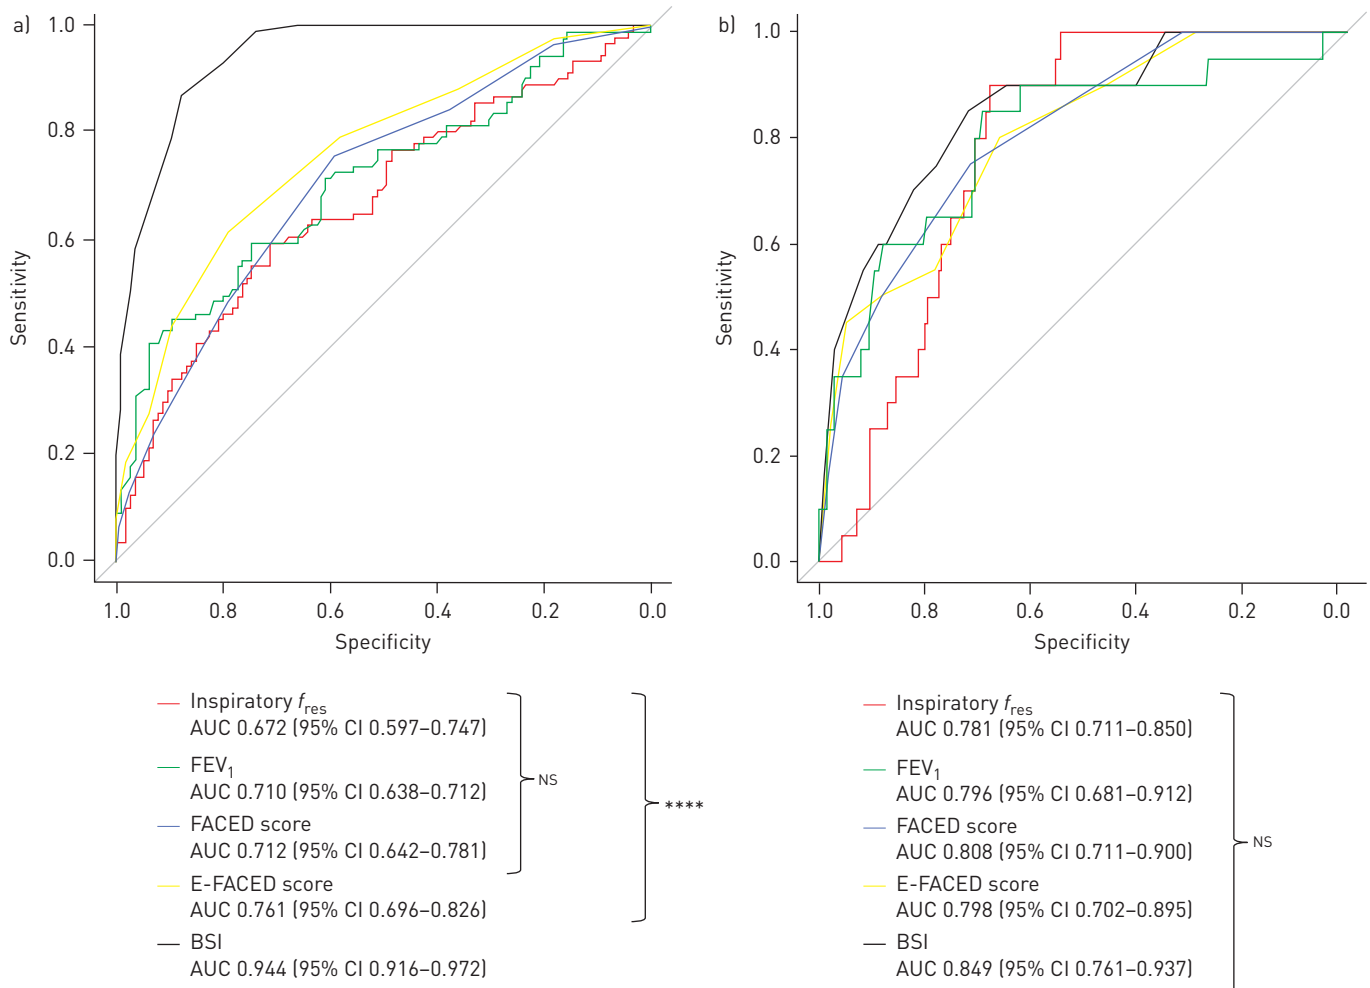 a)
1.0
0.8
0.6
0.4
0.2
0.0
Sensitivity
1.0 0.8 0.6 0.4 0.2 0.0
Specificity
Inspiratory fres
AUC 0.672 (95% CI 0.597–0.747)
FEV1
AUC 0.710 (95% CI 0.638–0.712)
FACED score
AUC 0.712 (95% CI 0.642–0.781)
E-FACED score
AUC 0.761 (95% CI 0.696–0.826)
BSI
AUC 0.944 (95% CI 0.916–0.972)
NS
****
b)
1.0
0.8
0.6
0.4
0.2
0.0
Sensitivity
1.0 0.8 0.6 0.4 0.2 0.0
Specificity
Inspiratory fres
AUC 0.781 (95% CI 0.711–0.850)
FEV1
AUC 0.796 (95% CI 0.681–0.912)
FACED score
AUC 0.808 (95% CI 0.711–0.900)
E-FACED score
AUC 0.798 (95% CI 0.702–0.895)
BSI
AUC 0.849 (95% CI 0.761–0.937)
NS